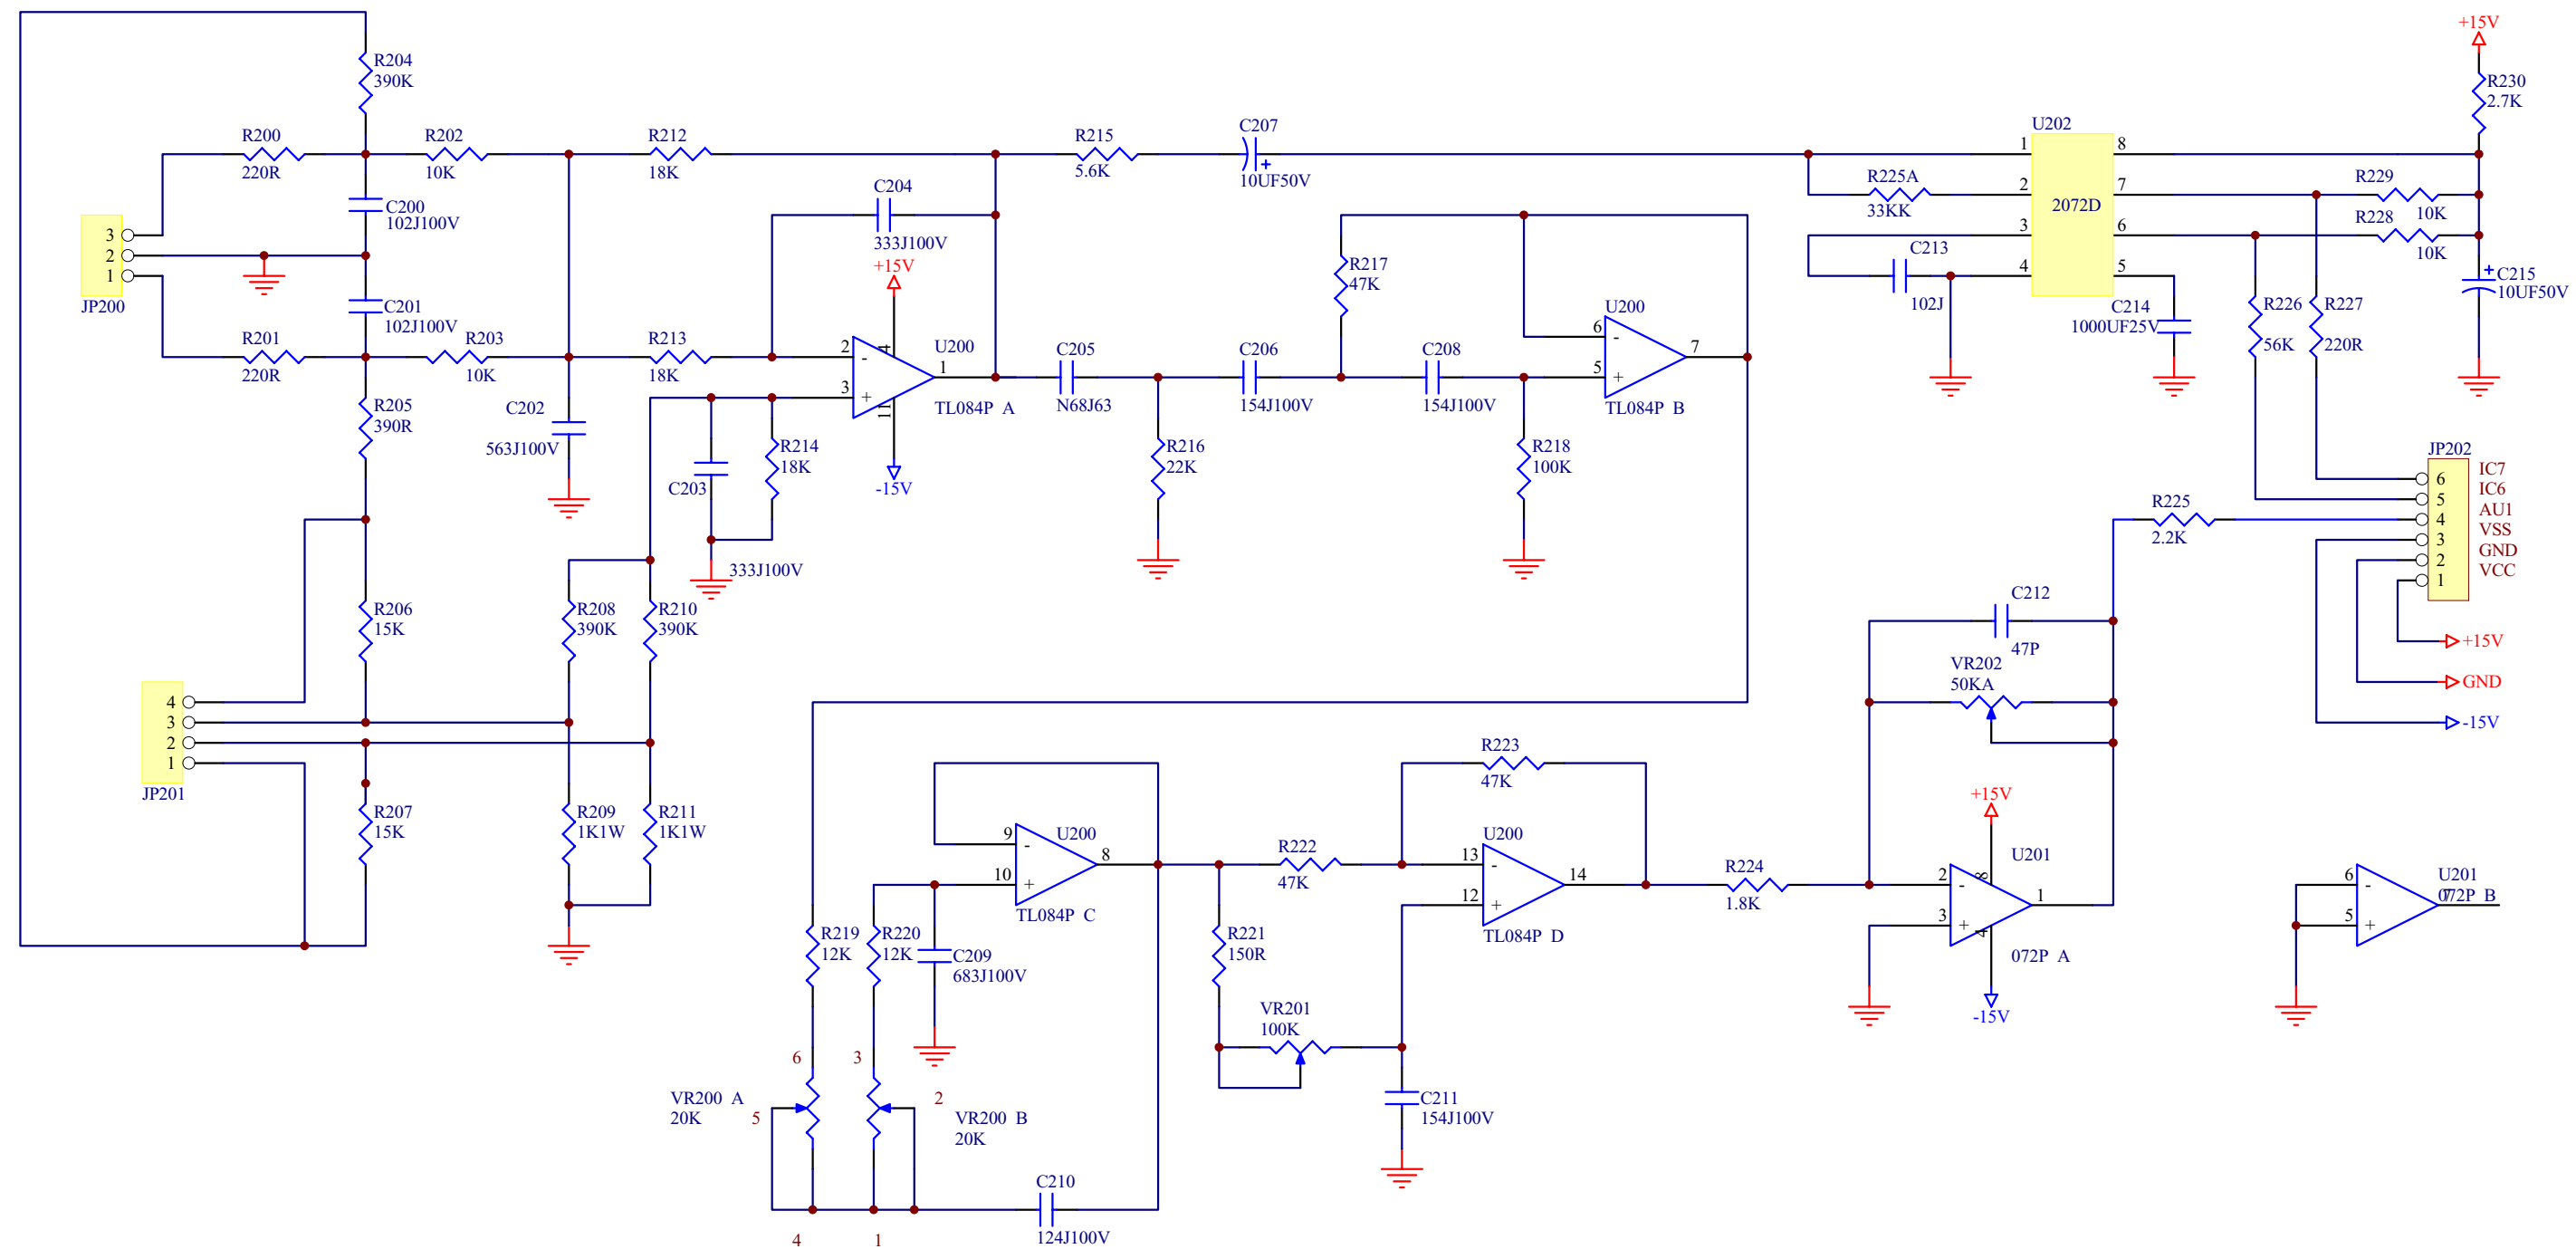 R204
390K
R200
220R
R202
10K
R212
18K
C200
102J100V
3
2
1
JP200
C201
102J100V
R201
220R
R203
10K
R213
18K
R205
390R
C202
563J100V
C204
333J100V
+15V
2
3
-
+
4
11
1
U200
TL084P A
-15V
C203
R214
18K
333J100V
R215
5.6K
C207
+
10UF50V
C205
N68J63
C206
154J100V
C208
154J100V
R217
47K
R216
22K
R218
100K
U200
6
5
-
+
7
TL084P B
U202
2072D
1
2
3
4
8
7
6
5
R225A
33KK
C213
102J
C214
1000UF25V
+15V
R230
2.7K
R229
10K
R228
10K
+
C215
10UF50V
R226
56K
R227
220R
JP202
6
5
4
3
2
1
IC7
IC6
AU1
VSS
GND
VCC
+15V
GND
-15V
R225
2.2K
R206
15K
R208
390K
R210
390K
4
3
2
1
JP201
R207
15K
R209
1K1W
R211
1K1W
U200
9
10
-
+
8
TL084P C
R219
12K
R220
12K
C209
683J100V
6
3
VR200 A
20K
5
2
VR200 B
20K
4
1
C210
124J100V
R222
47K
R223
47K
U200
13
12
-
+
14
TL084P D
R221
150R
VR201
100K
C211
154J100V
R224
1.8K
C212
47P
VR202
50KA
+15V
U201
2
3
-
+
8
4
1
072P A
-15V
6
5
-
+
U201
7
072P B